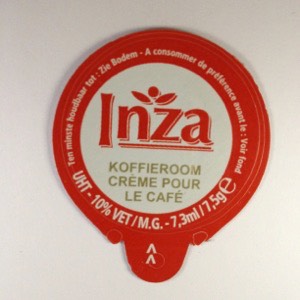 Ten minste houdbaar tot : Zie Bodem - A consommer de préférence avant le : Voir fond
Inza
KOFFIEROOM
CRÈME POUR
LE CAFÉ
UHT - 10% VET / M.G. - 7,3ml / 7,5g e